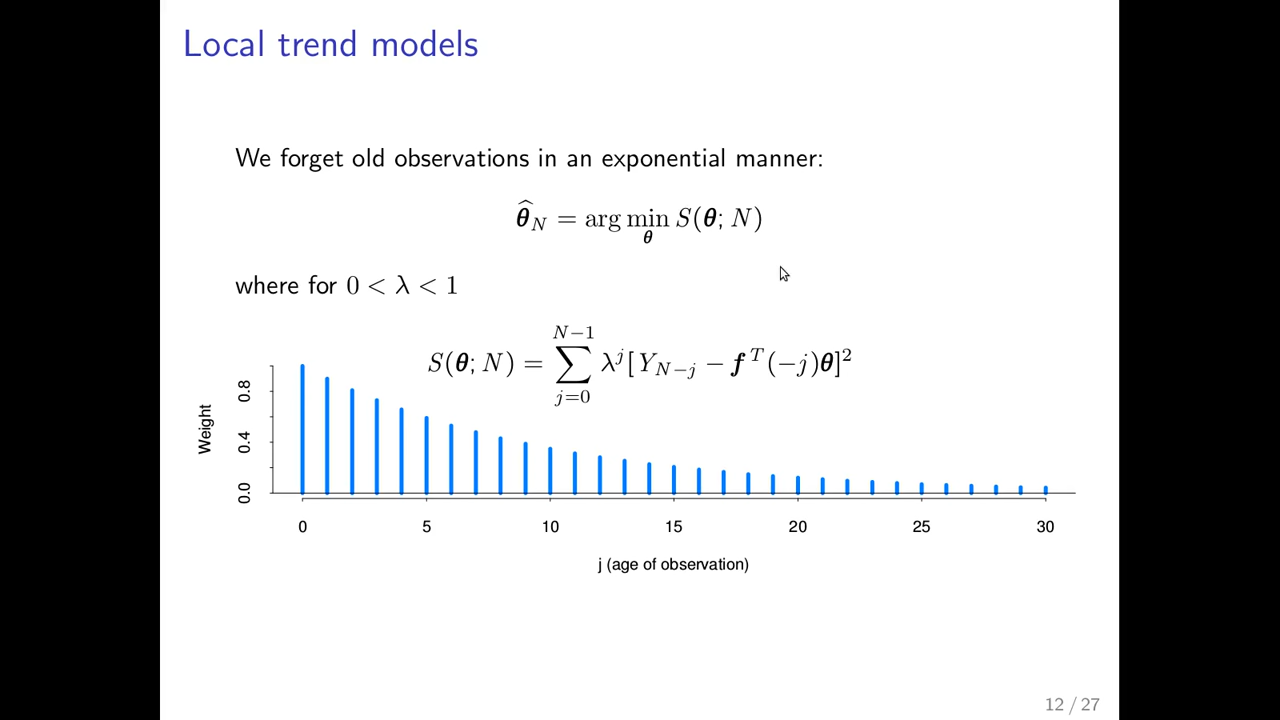 Local trend models
We forget old observations in an exponential manner:
θ̂_N = arg min_θ S(θ; N)
where for 0 < λ < 1
S(θ; N) = ∑_{j=0}^{N−1} λ^j [Y_{N−j} − f^T(−j)θ]^2
Weight
0.8
0.4
0.0
0 5 10 15 20 25 30
j (age of observation)
12 / 27